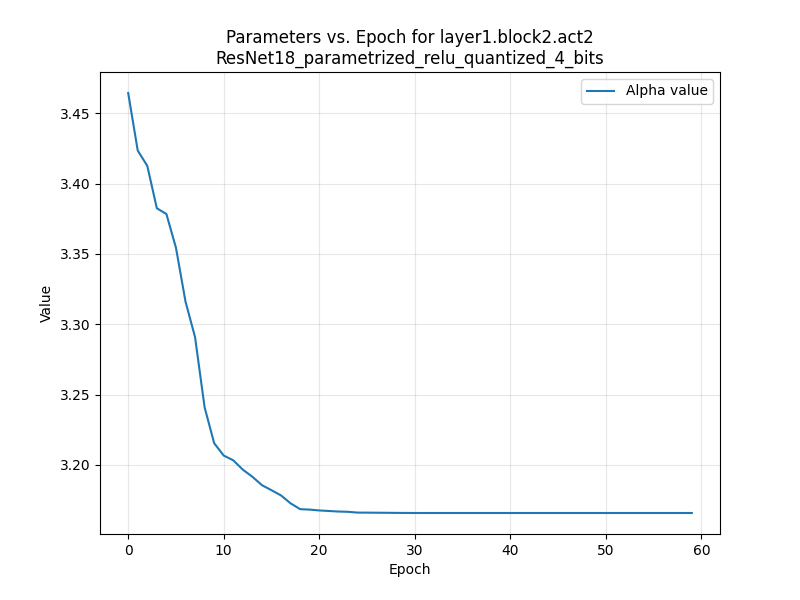 Parameters vs. Epoch for layer1.block2.act2
ResNet18_parametrized_relu_quantized_4_bits
Alpha value
3.45
3.40
3.35
3.30
3.25
3.20
Value
0 10 20 30 40 50 60
Epoch